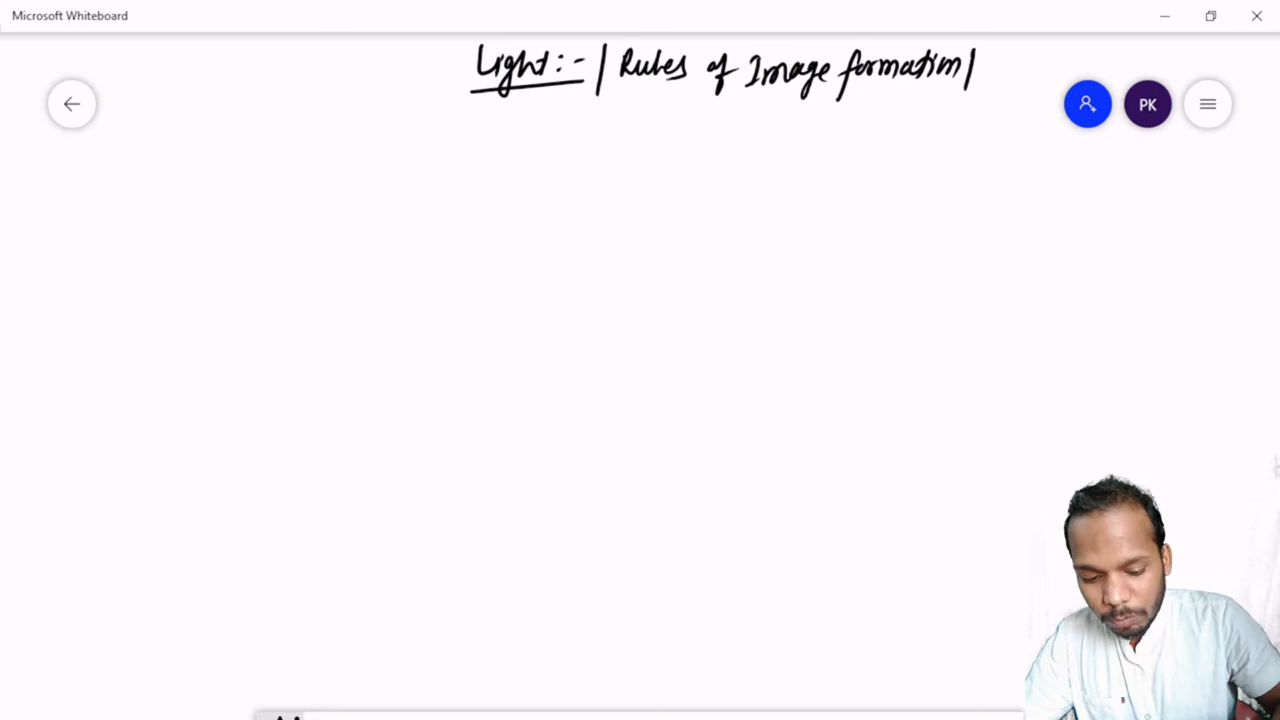 Microsoft Whiteboard
Light:- | Rules of Image formation |
PK